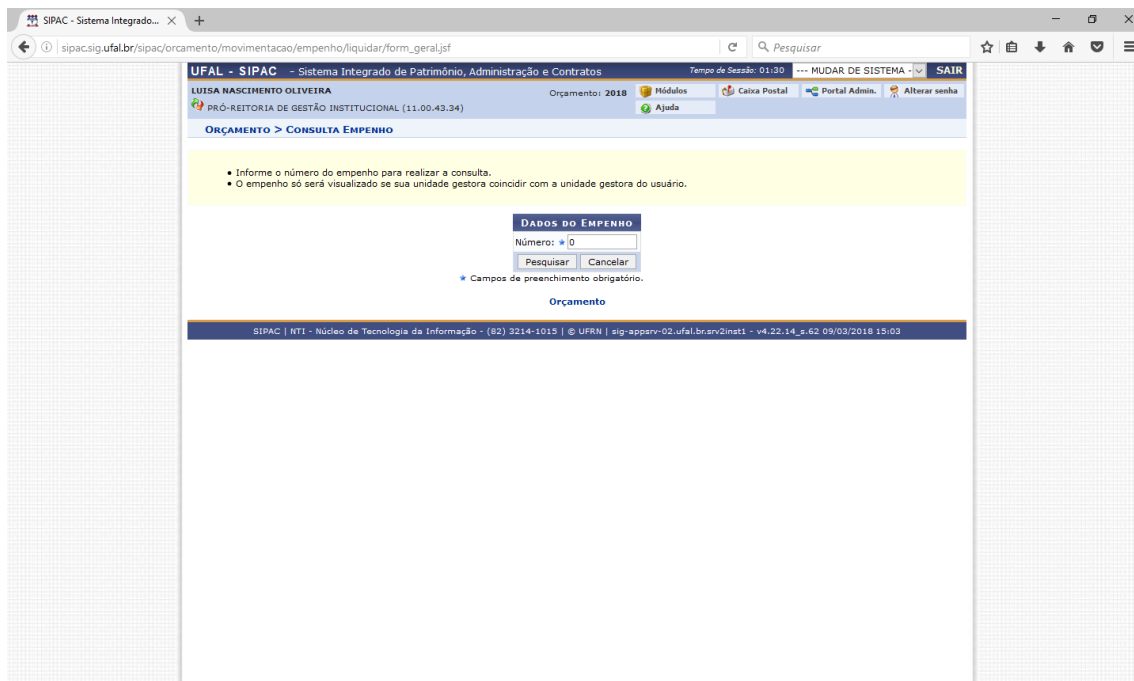 SIPAC - Sistema Integrado...
sipac.sig.ufal.br/sipac/orcamento/movimentacao/empenho/liquidar/form_geral.jsf
Pesquisar
UFAL - SIPAC - Sistema Integrado de Patrimônio, Administração e Contratos
Tempo de Sessão: 01:30
--- MUDAR DE SISTEMA -
SAIR
LUISA NASCIMENTO OLIVEIRA
Orçamento: 2018
Módulos
Caixa Postal
Portal Admin.
Alterar senha
PRÓ-REITORIA DE GESTÃO INSTITUCIONAL (11.00.43.34)
Ajuda
ORÇAMENTO > CONSULTA EMPENHO
• Informe o número do empenho para realizar a consulta.
• O empenho só será visualizado se sua unidade gestora coincidir com a unidade gestora do usuário.
DADOS DO EMPENHO
Número: ★ 0
Pesquisar Cancelar
★ Campos de preenchimento obrigatório.
Orçamento
SIPAC | NTI - Núcleo de Tecnologia da Informação - (82) 3214-1015 | © UFRN | sig-appsrv-02.ufal.br.srv2inst1 - v4.22.14_s.62 09/03/2018 15:03